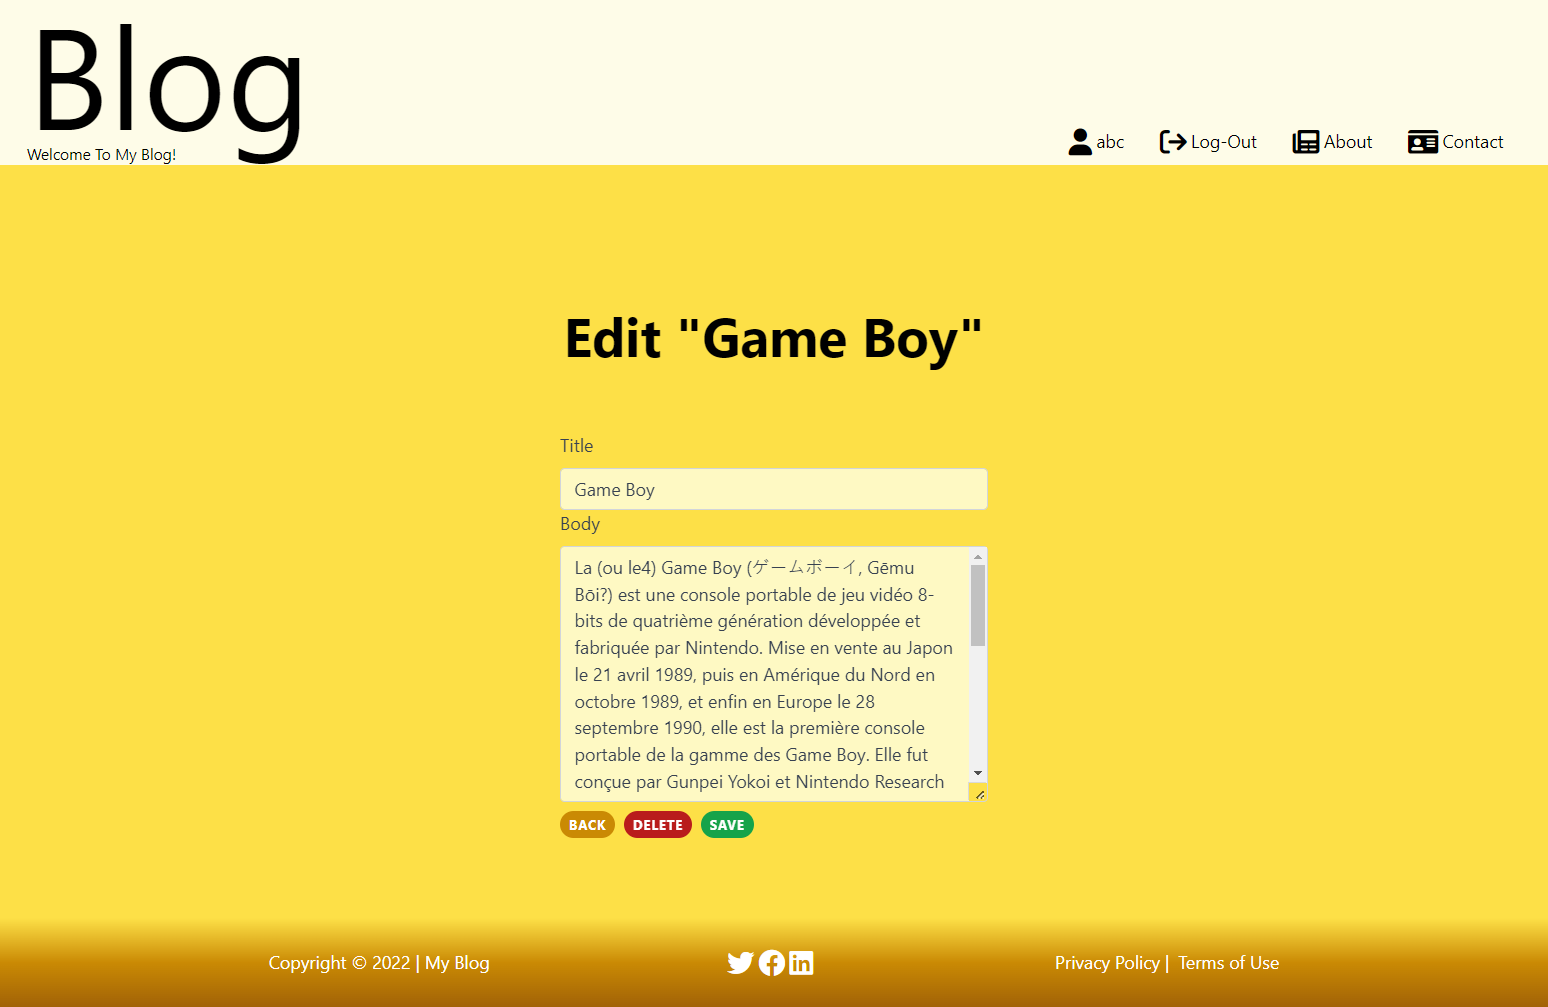 Blog
Welcome To My Blog!
abc
Log-Out
About
Contact
Edit "Game Boy"
Title
Game Boy
Body
La (ou le4) Game Boy (ゲームボーイ, Gēmu
Bōi?) est une console portable de jeu vidéo 8-
bits de quatrième génération développée et
fabriquée par Nintendo. Mise en vente au Japon
le 21 avril 1989, puis en Amérique du Nord en
octobre 1989, et enfin en Europe le 28
septembre 1990, elle est la première console
portable de la gamme des Game Boy. Elle fut
conçue par Gunpei Yokoi et Nintendo Research
BACK
DELETE
SAVE
Copyright © 2022 | My Blog
Privacy Policy | Terms of Use